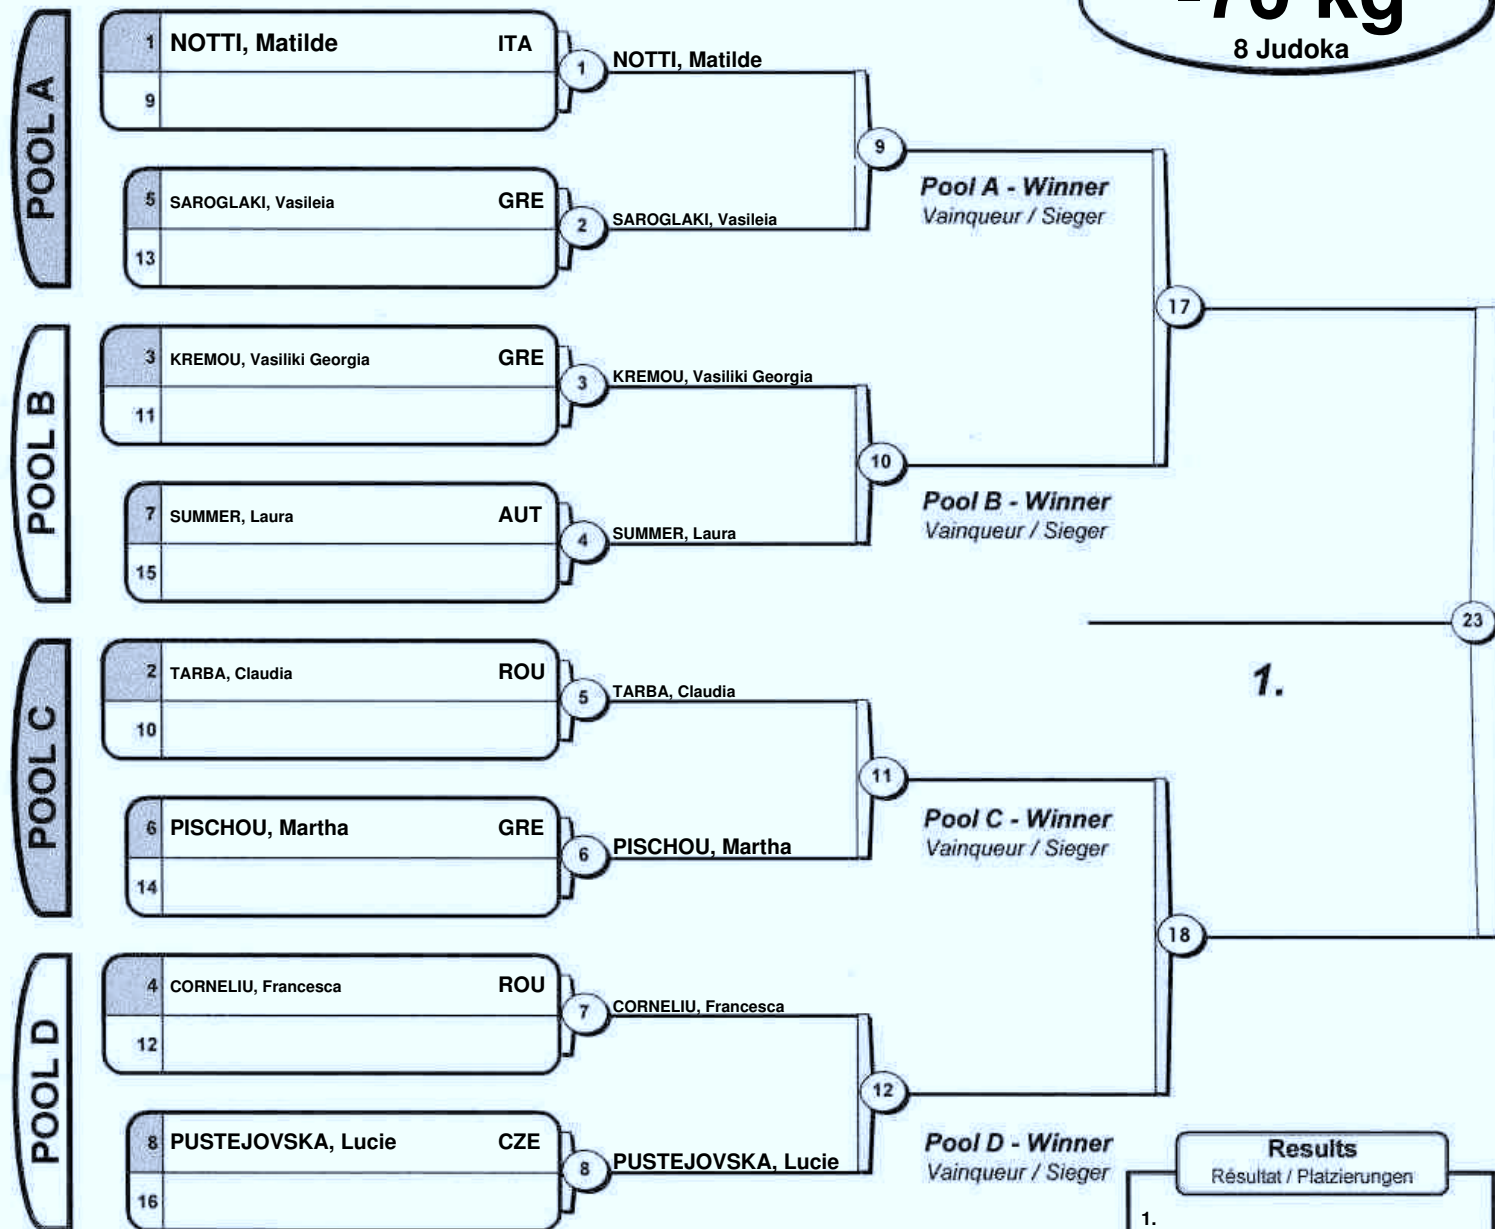 -70 kg
8 Judoka
POOL A
1 NOTTI, Matilde ITA
9
1
NOTTI, Matilde
5 SAROGLAKI, Vasileia GRE
13
2
SAROGLAKI, Vasileia
9
Pool A - Winner
Vainqueur / Sieger
17
POOL B
3 KREMOU, Vasiliki Georgia GRE
11
3
KREMOU, Vasiliki Georgia
7 SUMMER, Laura AUT
15
4
SUMMER, Laura
10
Pool B - Winner
Vainqueur / Sieger
23
1.
POOL C
2 TARBA, Claudia ROU
10
5
TARBA, Claudia
6 PISCHOU, Martha GRE
14
6
PISCHOU, Martha
11
Pool C - Winner
Vainqueur / Sieger
18
POOL D
4 CORNELIU, Francesca ROU
12
7
CORNELIU, Francesca
8 PUSTEJOVSKA, Lucie CZE
16
8
PUSTEJOVSKA, Lucie
12
Pool D - Winner
Vainqueur / Sieger
Results
Résultat / Platzierungen
1.